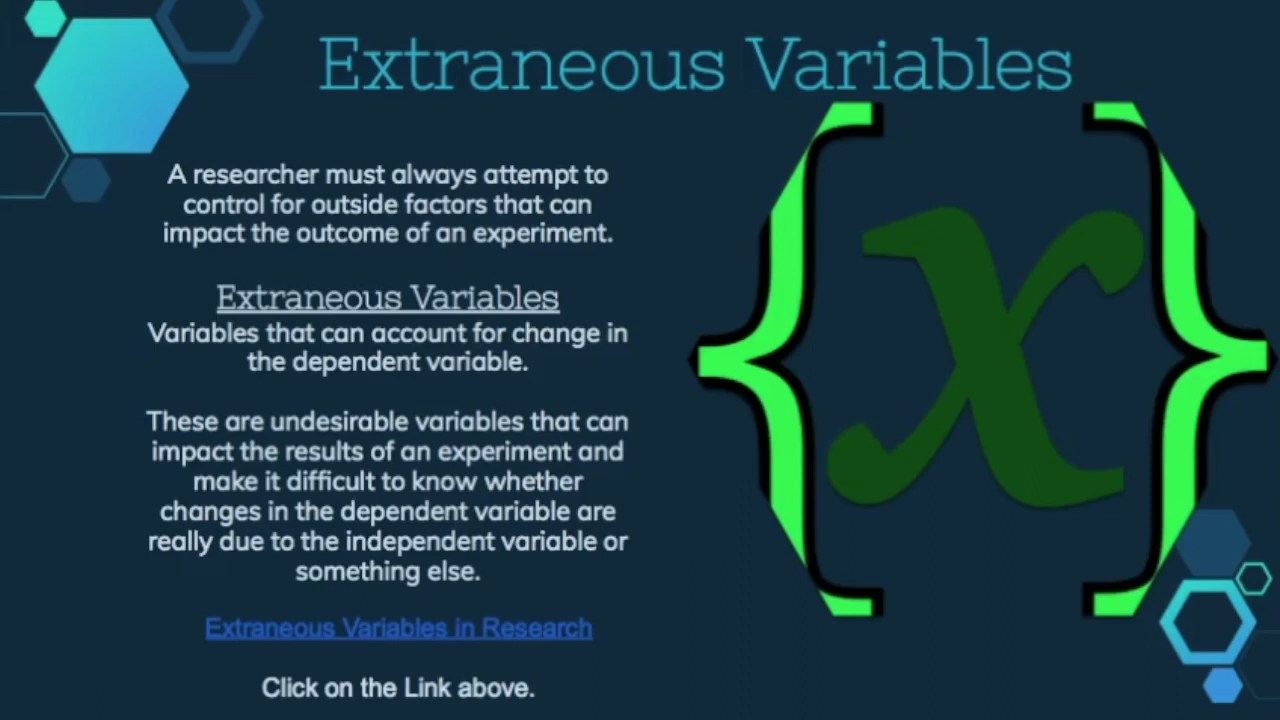 Extraneous Variables
A researcher must always attempt to
control for outside factors that can
impact the outcome of an experiment.
Extraneous Variables
Variables that can account for change in
the dependent variable.
These are undesirable variables that can
impact the results of an experiment and
make it difficult to know whether
changes in the dependent variable are
really due to the independent variable or
something else.
Extraneous Variables in Research
Click on the Link above.
{x}